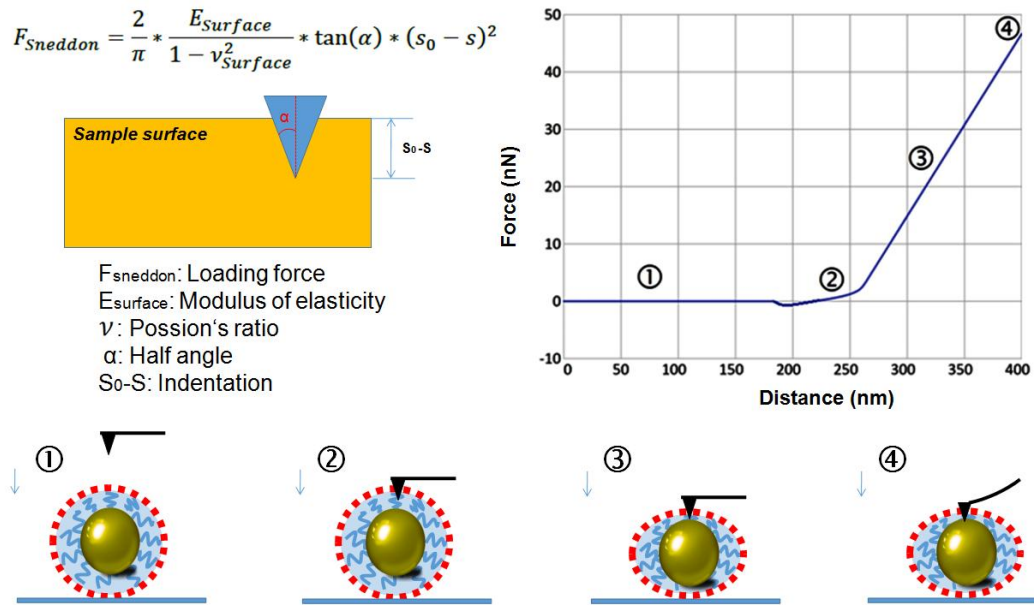 F_Sneddon = 2/π * E_Surface/(1 − ν²_Surface) * tan(α) * (s₀ − s)²
α
Sample surface
S₀-S
Fsneddon: Loading force
Esurface: Modulus of elasticity
ν: Possion‘s ratio
α: Half angle
S₀-S: Indentation
Force (nN)
50
40
30
20
10
0
-10
① ② ③ ④
0 50 75 100 150 200 250 300 350 400
Distance (nm)
① ② ③ ④